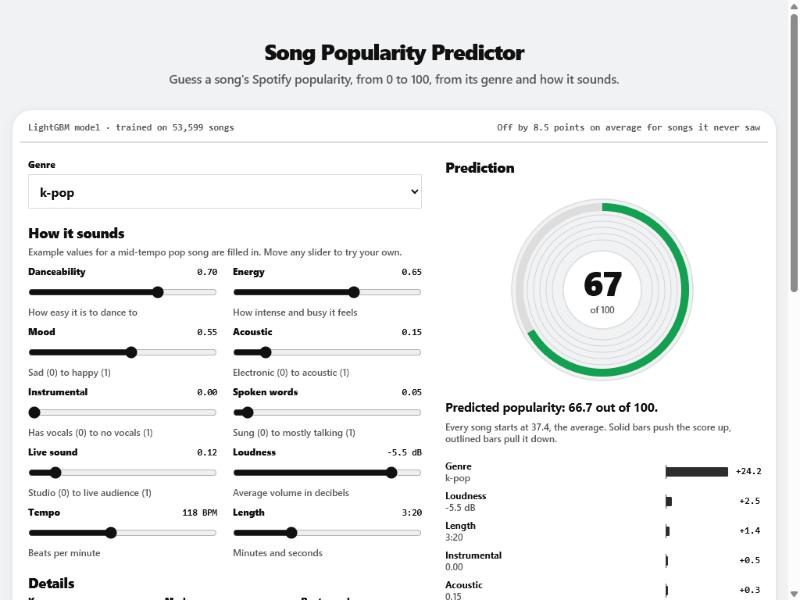 Song Popularity Predictor
Guess a song's Spotify popularity, from 0 to 100, from its genre and how it sounds.
LightGBM model · trained on 53,599 songs
Off by 8.5 points on average for songs it never saw
Genre
k-pop
How it sounds
Example values for a mid-tempo pop song are filled in. Move any slider to try your own.
Danceability 0.70
How easy it is to dance to
Energy 0.65
How intense and busy it feels
Mood 0.55
Sad (0) to happy (1)
Acoustic 0.15
Electronic (0) to acoustic (1)
Instrumental 0.00
Has vocals (0) to no vocals (1)
Spoken words 0.05
Sung (0) to mostly talking (1)
Live sound 0.12
Studio (0) to live audience (1)
Loudness -5.5 dB
Average volume in decibels
Tempo 118 BPM
Beats per minute
Length 3:20
Minutes and seconds
Details
Prediction
67
of 100
Predicted popularity: 66.7 out of 100.
Every song starts at 37.4, the average. Solid bars push the score up,
outlined bars pull it down.
Genre
k-pop
+24.2
Loudness
-5.5 dB
+2.5
Length
3:20
+1.4
Instrumental
0.00
+0.5
Acoustic
0.15
+0.3